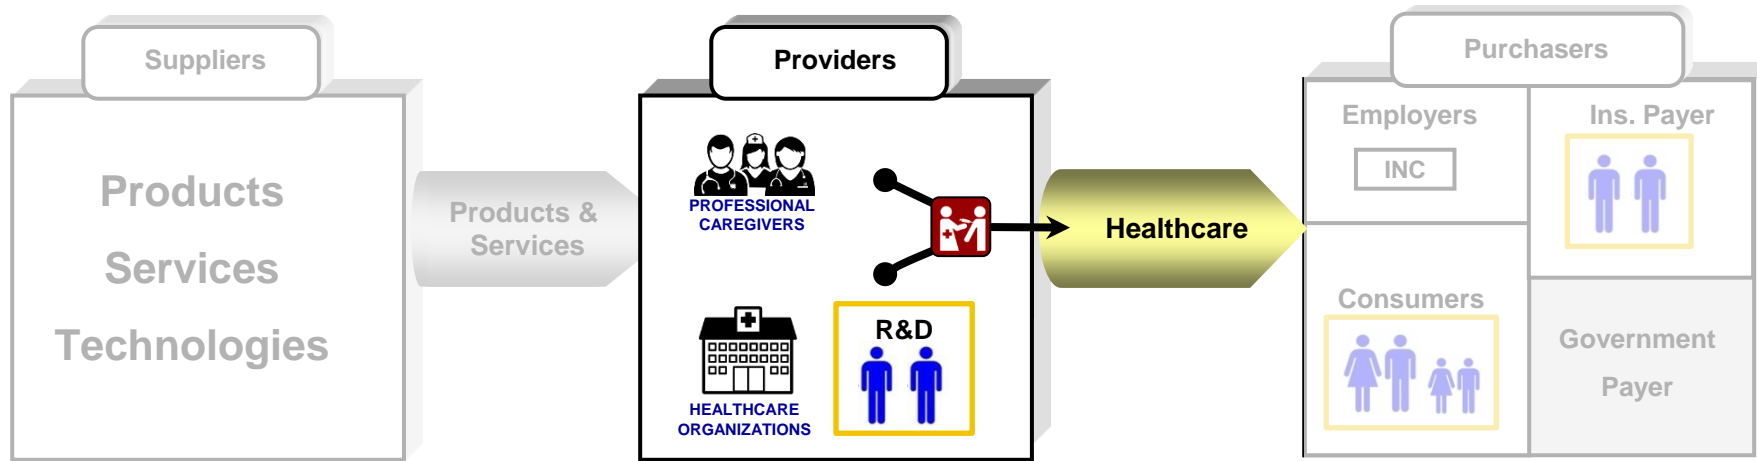 Suppliers
Products
Services
Technologies
Products &
Services
Providers
PROFESSIONAL
CAREGIVERS
HEALTHCARE
ORGANIZATIONS
R&D
Healthcare
Purchasers
Employers
INC
Ins. Payer
Consumers
Government
Payer